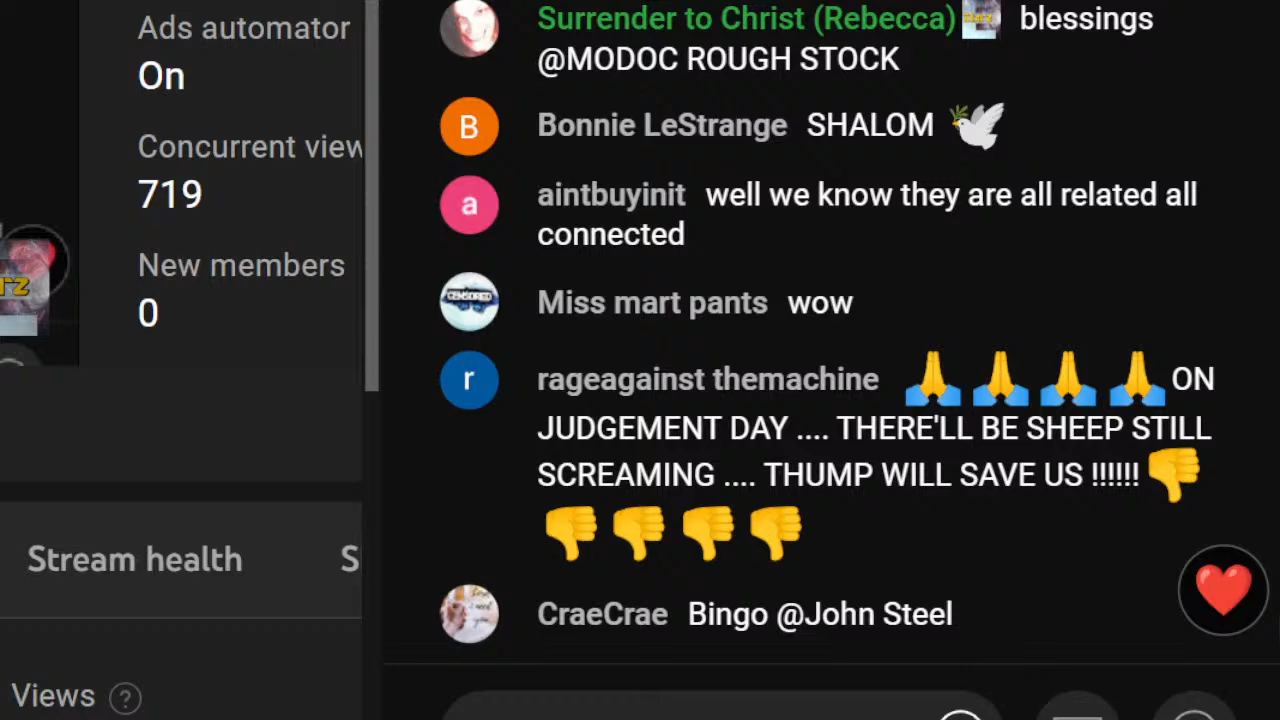 Ads automator
On
Concurrent view
719
New members
0
Stream health
S
Views ?
Surrender to Christ (Rebecca) blessings
@MODOC ROUGH STOCK
B
Bonnie LeStrange SHALOM 🕊️
a
aintbuyinit well we know they are all related all
connected
CENSORED
Miss mart pants wow
r
rageagainst themachine 🙏🙏🙏🙏ON
JUDGEMENT DAY .... THERE'LL BE SHEEP STILL
SCREAMING .... THUMP WILL SAVE US !!!!!!👎
👎👎👎👎
CraeCrae Bingo @John Steel